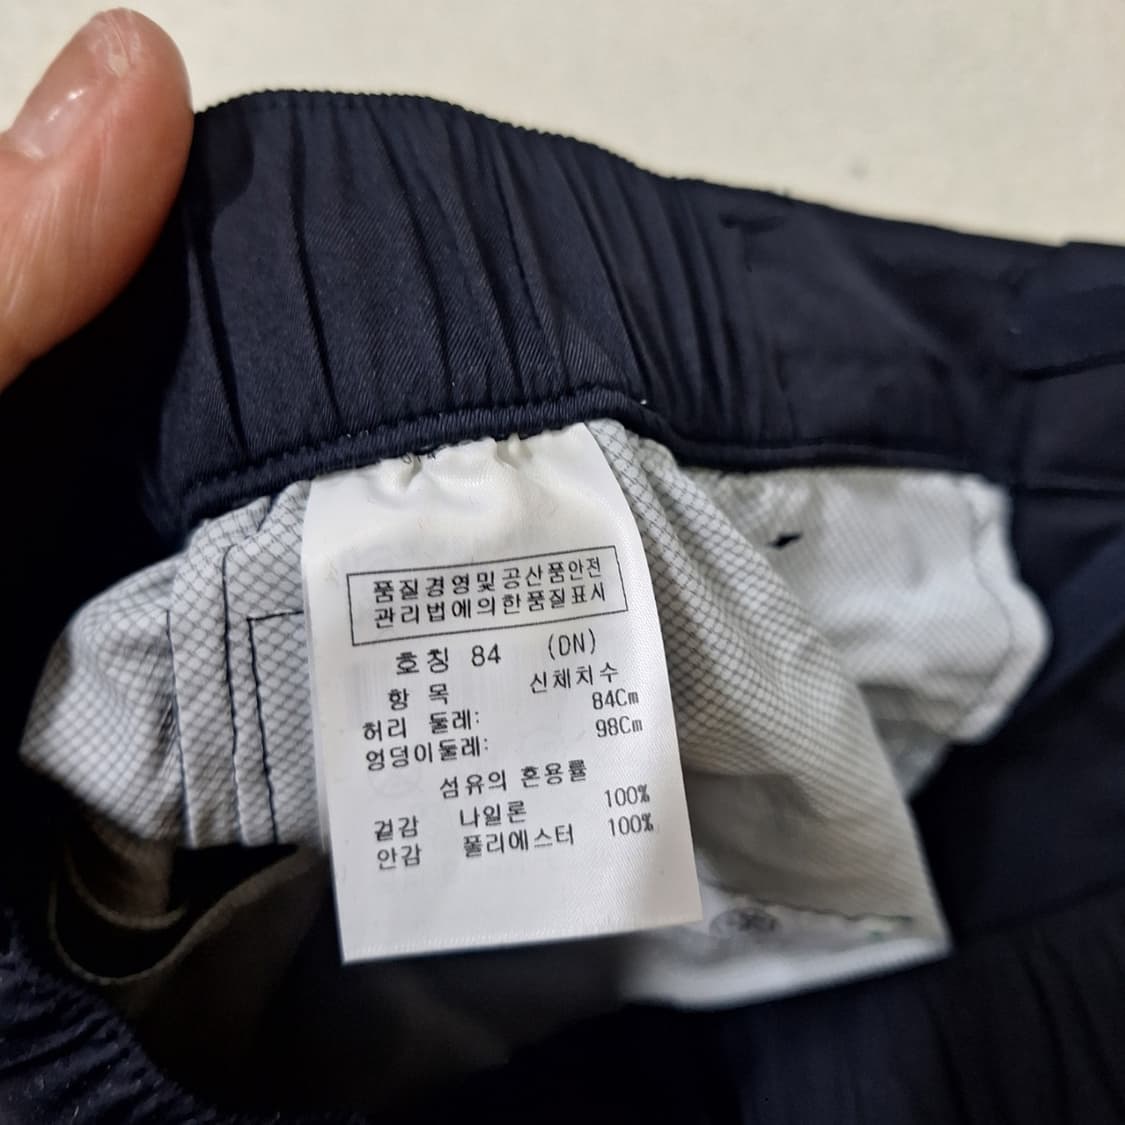 품질경영및공산품안전
관리법에의한품질표시
호칭 84 (DN)
항 목 신체치수
허리 둘레: 84Cm
엉덩이둘레: 98Cm
섬유의 혼용률
겉감 나일론 100%
안감 폴리에스터 100%